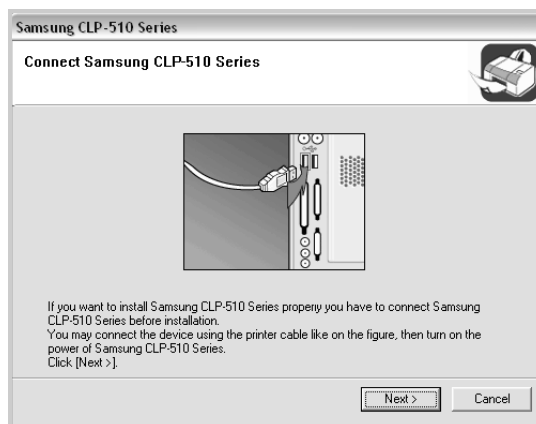 Samsung CLP-510 Series
Connect Samsung CLP-510 Series
If you want to install Samsung CLP-510 Series propery you have to connect Samsung
CLP-510 Series before installation.
You may connect the device using the printer cable like on the figure, then turn on the
power of Samsung CLP-510 Series.
Click [Next >].
Next >
Cancel